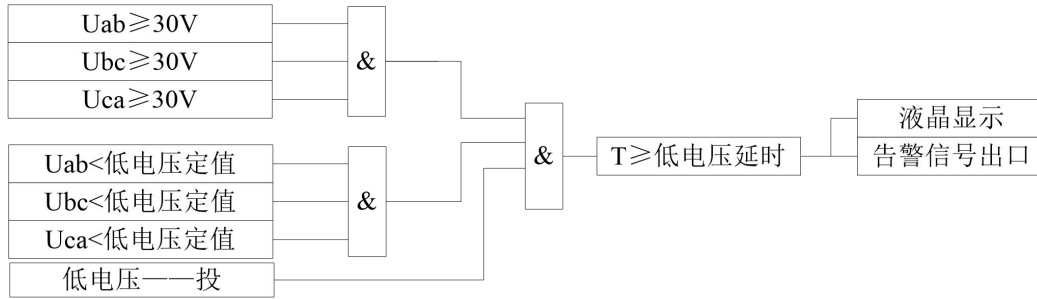 Uab≥30V
Ubc≥30V
Uca≥30V
&
Uab<低电压定值
Ubc<低电压定值
Uca<低电压定值
&
低电压——投
&
T≥低电压延时
液晶显示
告警信号出口